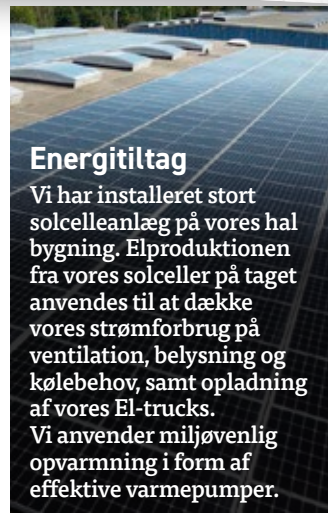 Energitiltag
Vi har installeret stort
solcelleanlæg på vores hal
bygning. Elproduktionen
fra vores solceller på taget
anvendes til at dække
vores strømforbrug på
ventilation, belysning og
kølebehov, samt opladning
af vores El-trucks.
Vi anvender miljøvenlig
opvarmning i form af
effektive varmepumper.